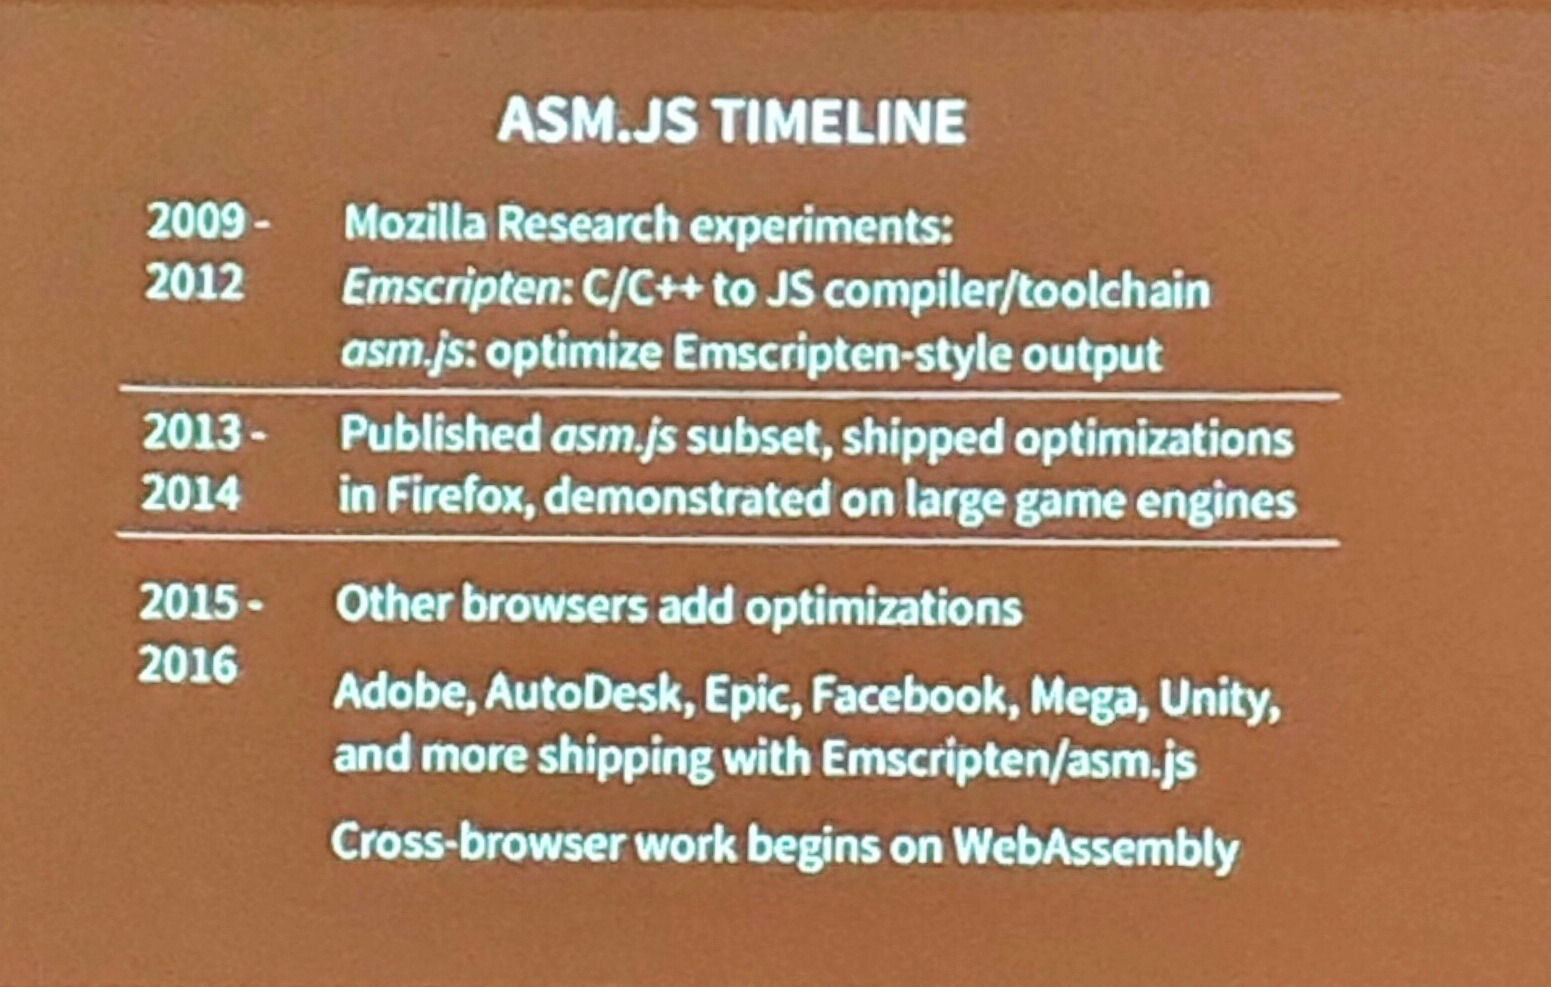 ASM.JS TIMELINE
2009 - Mozilla Research experiments:
2012 Emscripten: C/C++ to JS compiler/toolchain
asm.js: optimize Emscripten-style output
2013 - Published asm.js subset, shipped optimizations
2014 in Firefox, demonstrated on large game engines
2015 - Other browsers add optimizations
2016
Adobe, AutoDesk, Epic, Facebook, Mega, Unity,
and more shipping with Emscripten/asm.js
Cross-browser work begins on WebAssembly